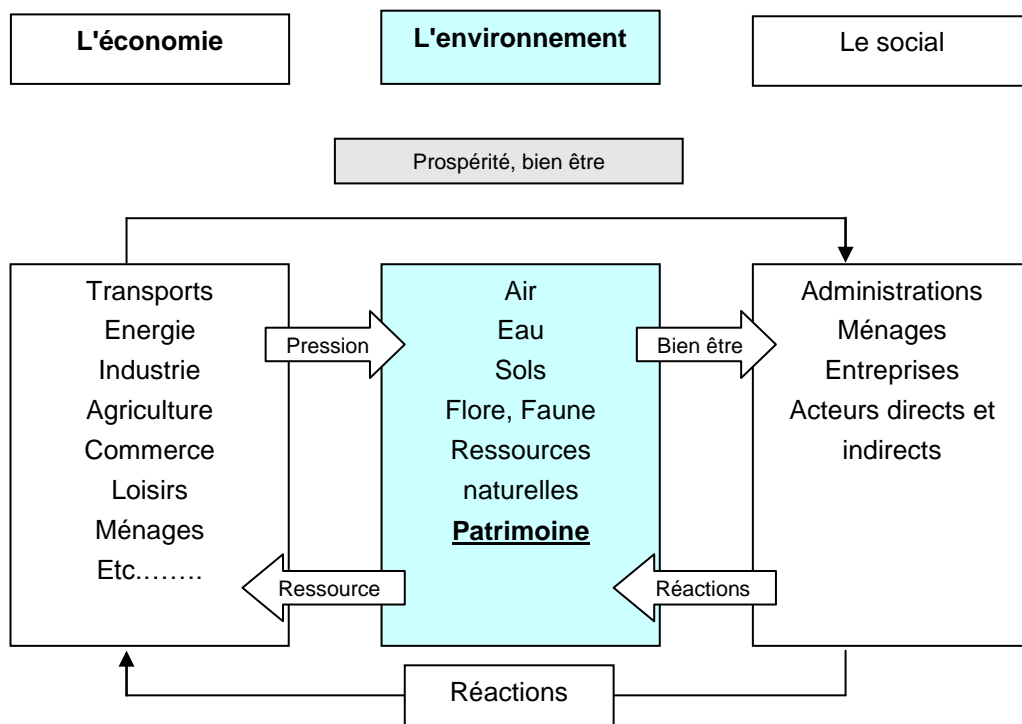 L'économie
L'environnement
Le social
Prospérité, bien être
Transports
Energie
Industrie
Agriculture
Commerce
Loisirs
Ménages
Etc.…….
Pression
Ressource
Air
Eau
Sols
Flore, Faune
Ressources
naturelles
Patrimoine
Bien être
Réactions
Administrations
Ménages
Entreprises
Acteurs directs et
indirects
Réactions